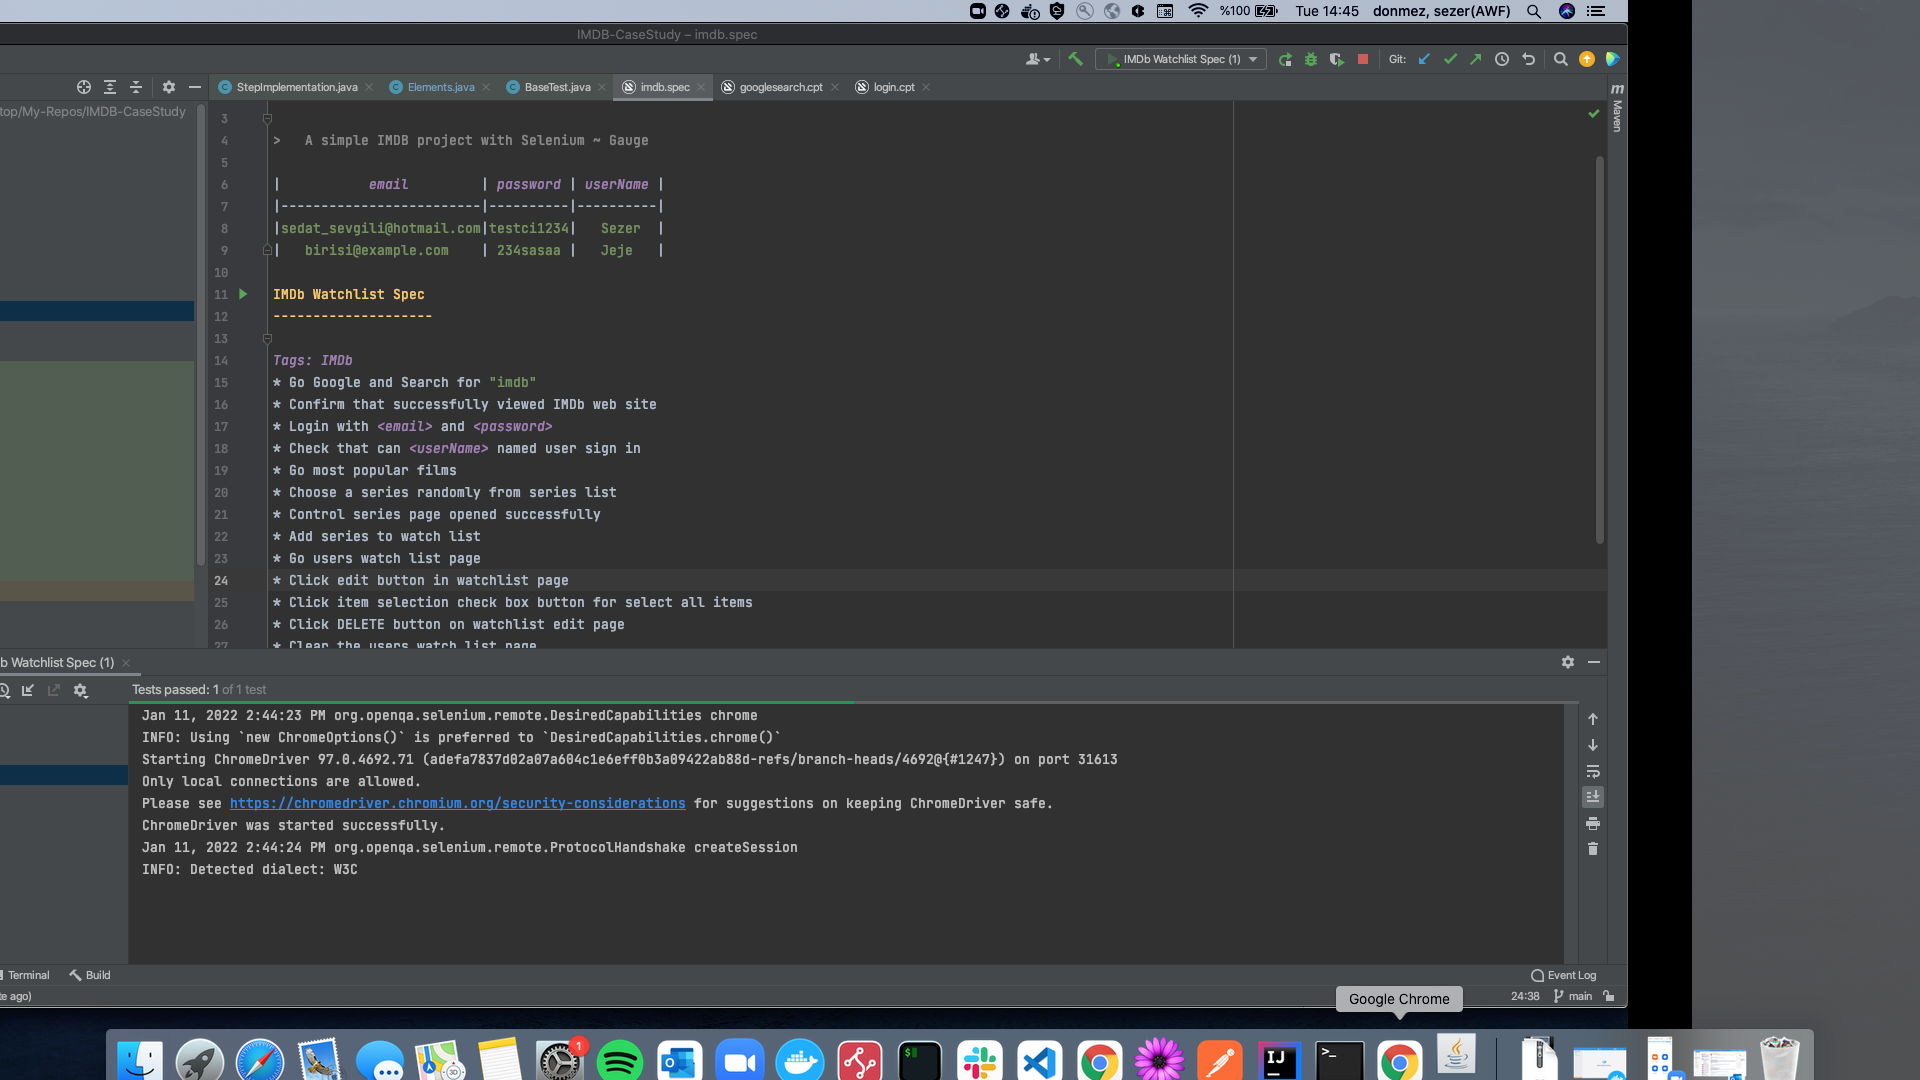 %100 Tue 14:45 donmez, sezer(AWF)
IMDB-CaseStudy – imdb.spec
IMDB Watchlist Spec (1) Git:
StepImplementation.java Elements.java BaseTest.java imdb.spec googlesearch.cpt login.cpt
m
Maven
top/My-Repos/IMDB-CaseStudy
3
4 > A simple IMDB project with Selenium ~ Gauge
5
6 | email | password | userName |
7 |-------------------------|----------|----------|
8 |sedat_sevgili@hotmail.com|testci1234| Sezer |
9 | birisi@example.com | 234sasaa | Jeje |
10
11 IMDb Watchlist Spec
12 --------------------
13
14 Tags: IMDb
15 * Go Google and Search for "imdb"
16 * Confirm that successfully viewed IMDb web site
17 * Login with <email> and <password>
18 * Check that can <userName> named user sign in
19 * Go most popular films
20 * Choose a series randomly from series list
21 * Control series page opened successfully
22 * Add series to watch list
23 * Go users watch list page
24 * Click edit button in watchlist page
25 * Click item selection check box button for select all items
26 * Click DELETE button on watchlist edit page
27 * Clear the users watch list page
b Watchlist Spec (1)
Tests passed: 1 of 1 test
Jan 11, 2022 2:44:23 PM org.openqa.selenium.remote.DesiredCapabilities chrome
INFO: Using `new ChromeOptions()` is preferred to `DesiredCapabilities.chrome()`
Starting ChromeDriver 97.0.4692.71 (adefa7837d02a07a604c1e6eff0b3a09422ab88d-refs/branch-heads/4692@{#1247}) on port 31613
Only local connections are allowed.
Please see https://chromedriver.chromium.org/security-considerations for suggestions on keeping ChromeDriver safe.
ChromeDriver was started successfully.
Jan 11, 2022 2:44:24 PM org.openqa.selenium.remote.ProtocolHandshake createSession
INFO: Detected dialect: W3C
Terminal Build Event Log
te ago) 24:38 main
Google Chrome
1
3D
$
IJ
>_